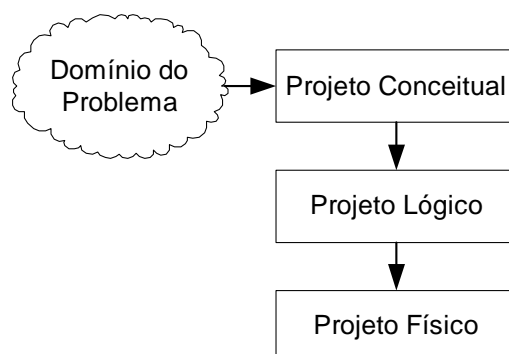 Domínio do
Problema
Projeto Conceitual
Projeto Lógico
Projeto Físico